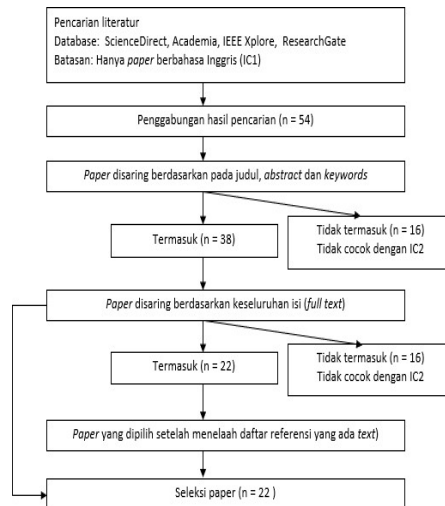 Pencarian literatur
Database: ScienceDirect, Academia, IEEE Xplore, ResearchGate
Batasan: Hanya paper berbahasa Inggris (IC1)
Penggabungan hasil pencarian (n = 54)
Paper disaring berdasarkan pada judul, abstract dan keywords
Termasuk (n = 38)
Tidak termasuk (n = 16)
Tidak cocok dengan IC2
Paper disaring berdasarkan keseluruhan isi (full text)
Termasuk (n = 22)
Tidak termasuk (n = 16)
Tidak cocok dengan IC2
Paper yang dipilih setelah menelaah daftar referensi yang ada text)
Seleksi paper (n = 22 )